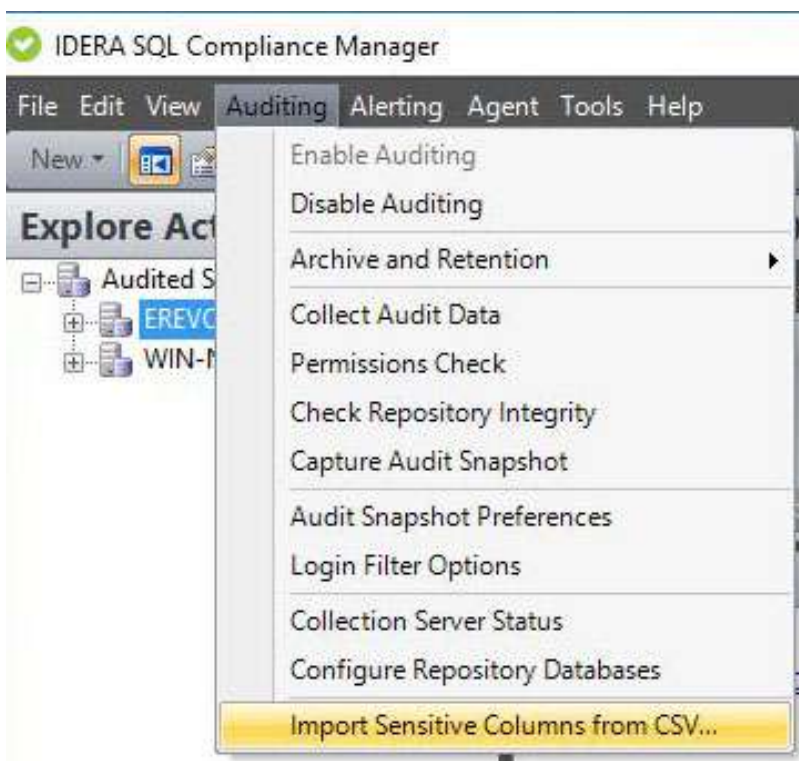 IDERA SQL Compliance Manager
File Edit View Auditing Alerting Agent Tools Help
New
Explore
Audited
Enable Auditing
Disable Auditing
Archive and Retention
Collect Audit Data
Permissions Check
Check Repository Integrity
Capture Audit Snapshot
Audit Snapshot Preferences
Login Filter Options
Collection Server Status
Configure Repository Databases
Import Sensitive Columns from CSV...